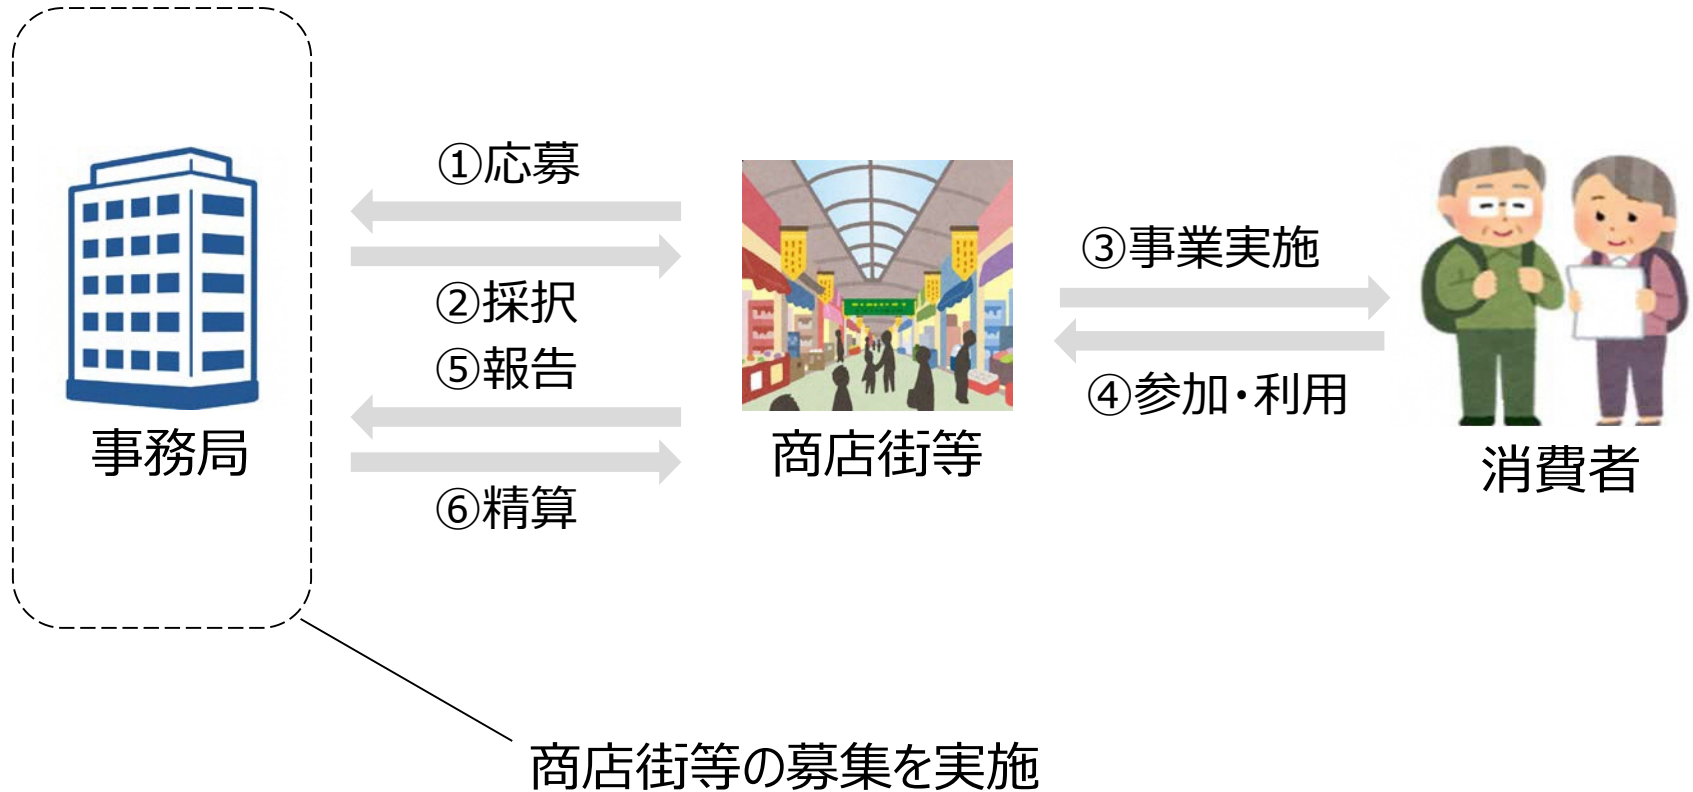 ①応募
②採択
⑤報告
⑥精算
事務局
商店街等
③事業実施
④参加・利用
消費者
商店街等の募集を実施